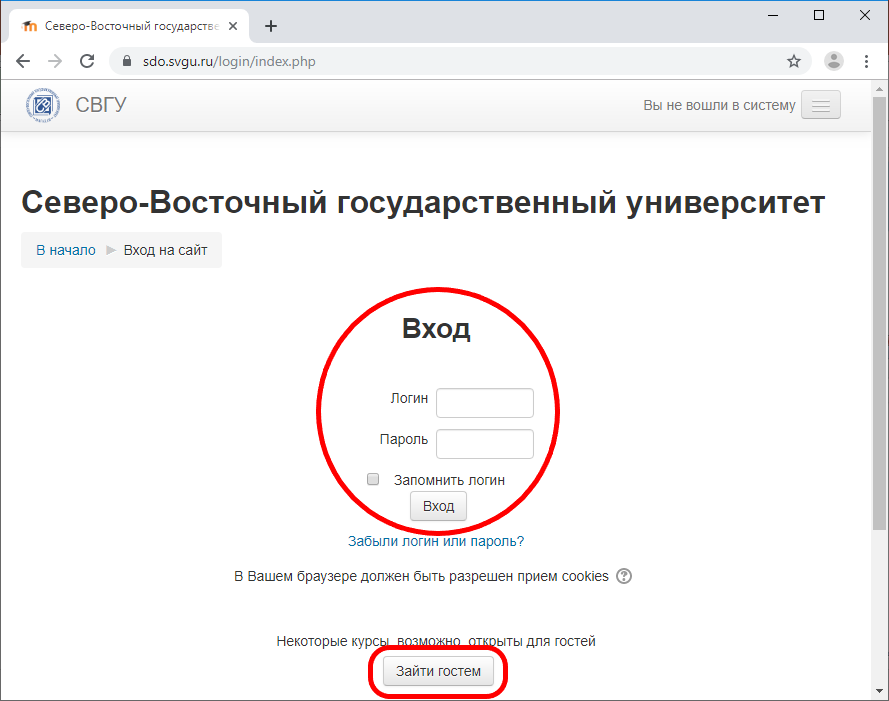 Северо-Восточный государстве
sdo.svgu.ru/login/index.php
СВГУ
Вы не вошли в систему
Северо-Восточный государственный университет
В начало ► Вход на сайт
Вход
Логин
Пароль
Запомнить логин
Вход
Забыли логин или пароль?
В Вашем браузере должен быть разрешен прием cookies ?
Некоторые курсы, возможно, открыты для гостей
Зайти гостем